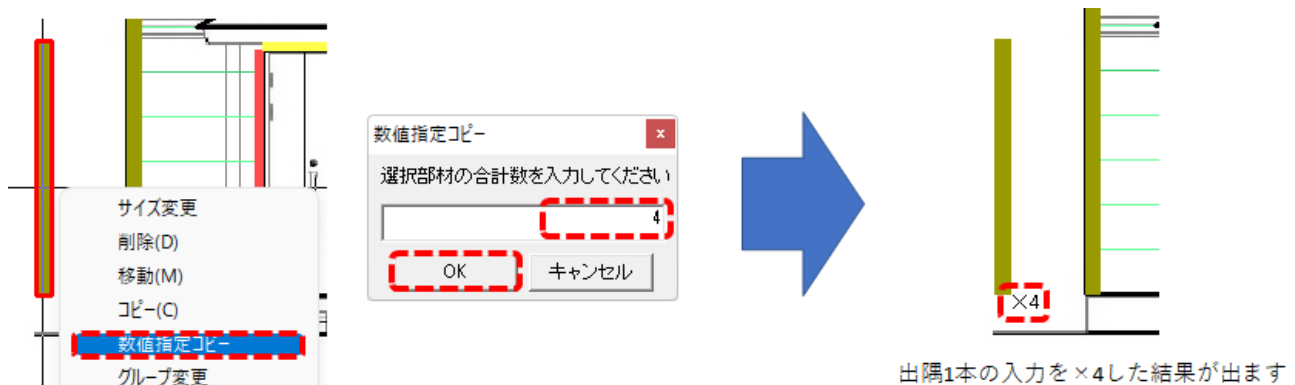 サイズ変更
削除(D)
移動(M)
コピー(C)
数値指定コピー
グループ変更
数値指定コピー
x
選択部材の合計数を入力してください
4
OK
キャンセル
×4
出隅1本の入力を×4した結果が出ます